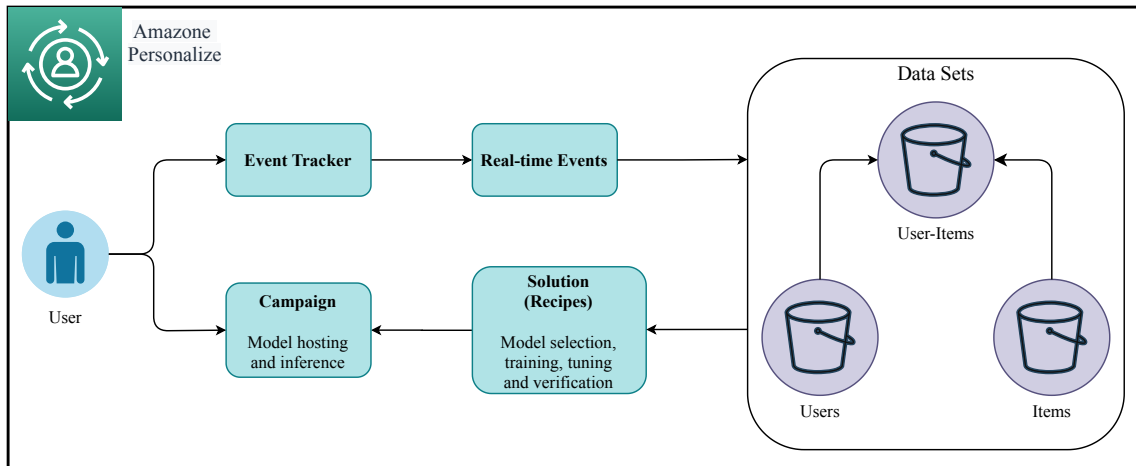 Amazone
Personalize
Data Sets
Event Tracker
Real-time Events
User-Items
User
Campaign
Model hosting
and inference
Solution
(Recipes)
Model selection,
training, tuning
and verification
Users
Items